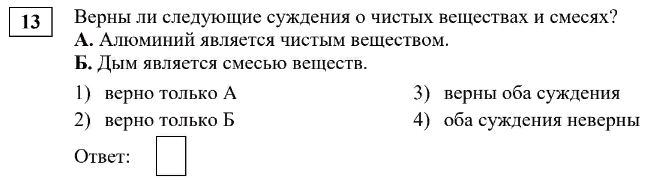 13 Верны ли следующие суждения о чистых веществах и смесях?
А. Алюминий является чистым веществом.
Б. Дым является смесью веществ.
1) верно только А 3) верны оба суждения
2) верно только Б 4) оба суждения неверны
Ответ: